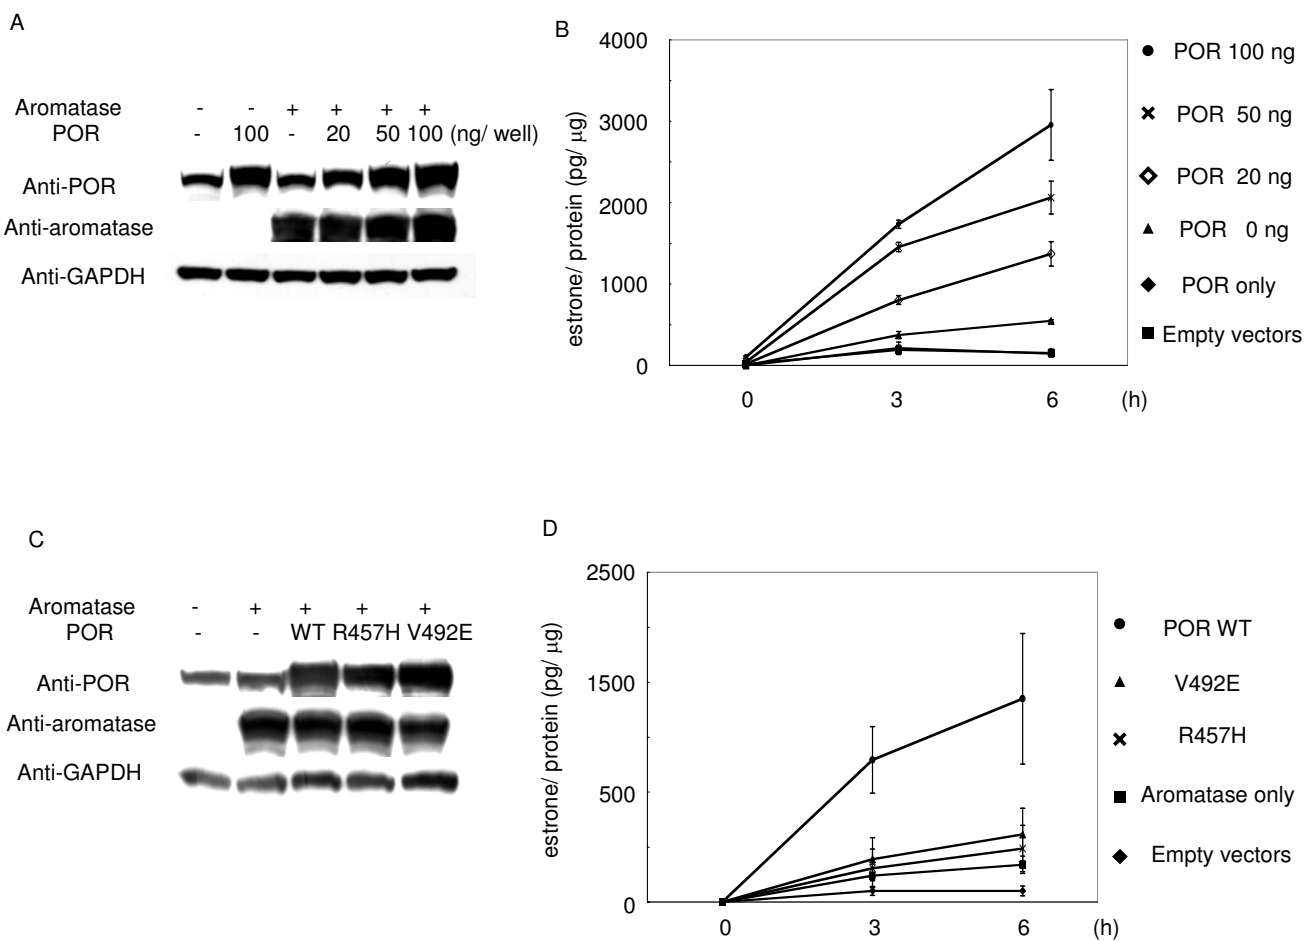 A
Aromatase - - + + + +
POR - 100 - 20 50 100 (ng/ well)
Anti-POR
Anti-aromatase
Anti-GAPDH
B
4000
3000
2000
1000
0
estrone/ protein (pg/ µg)
0 3 6 (h)
POR 100 ng
POR 50 ng
POR 20 ng
POR 0 ng
POR only
Empty vectors
C
Aromatase - + + + +
POR - - WT R457H V492E
Anti-POR
Anti-aromatase
Anti-GAPDH
D
2500
1500
500
0
estrone/ protein (pg/ µg)
0 3 6 (h)
POR WT
V492E
R457H
Aromatase only
Empty vectors